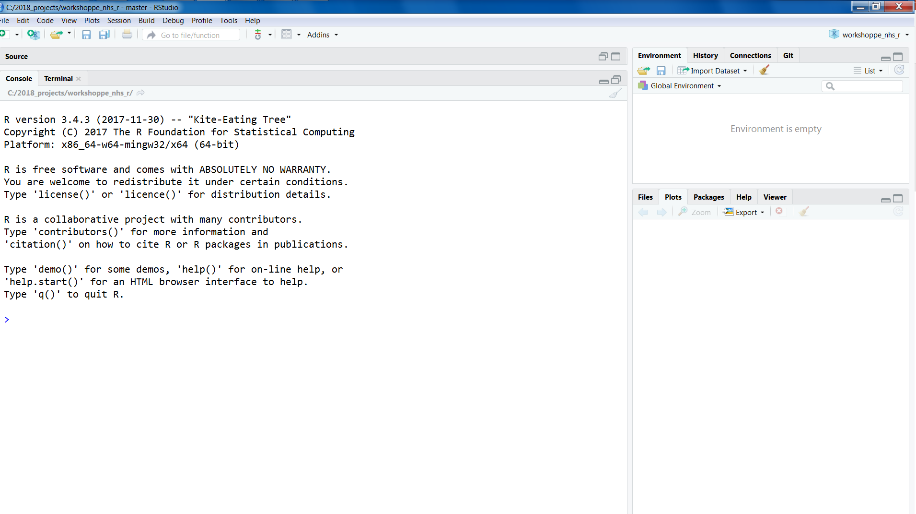 C:/2018_projects/workshoppe_nhs_r - master - RStudio
File Edit Code View Plots Session Build Debug Profile Tools Help
Go to file/function Addins workshoppe_nhs_r
Source
Console Terminal
C:/2018_projects/workshoppe_nhs_r/
R version 3.4.3 (2017-11-30) -- "Kite-Eating Tree"
Copyright (C) 2017 The R Foundation for Statistical Computing
Platform: x86_64-w64-mingw32/x64 (64-bit)
R is free software and comes with ABSOLUTELY NO WARRANTY.
You are welcome to redistribute it under certain conditions.
Type 'license()' or 'licence()' for distribution details.
R is a collaborative project with many contributors.
Type 'contributors()' for more information and
'citation()' on how to cite R or R packages in publications.
Type 'demo()' for some demos, 'help()' for on-line help, or
'help.start()' for an HTML browser interface to help.
Type 'q()' to quit R.
>
Environment History Connections Git
Import Dataset List
Global Environment
Environment is empty
Files Plots Packages Help Viewer
Zoom Export